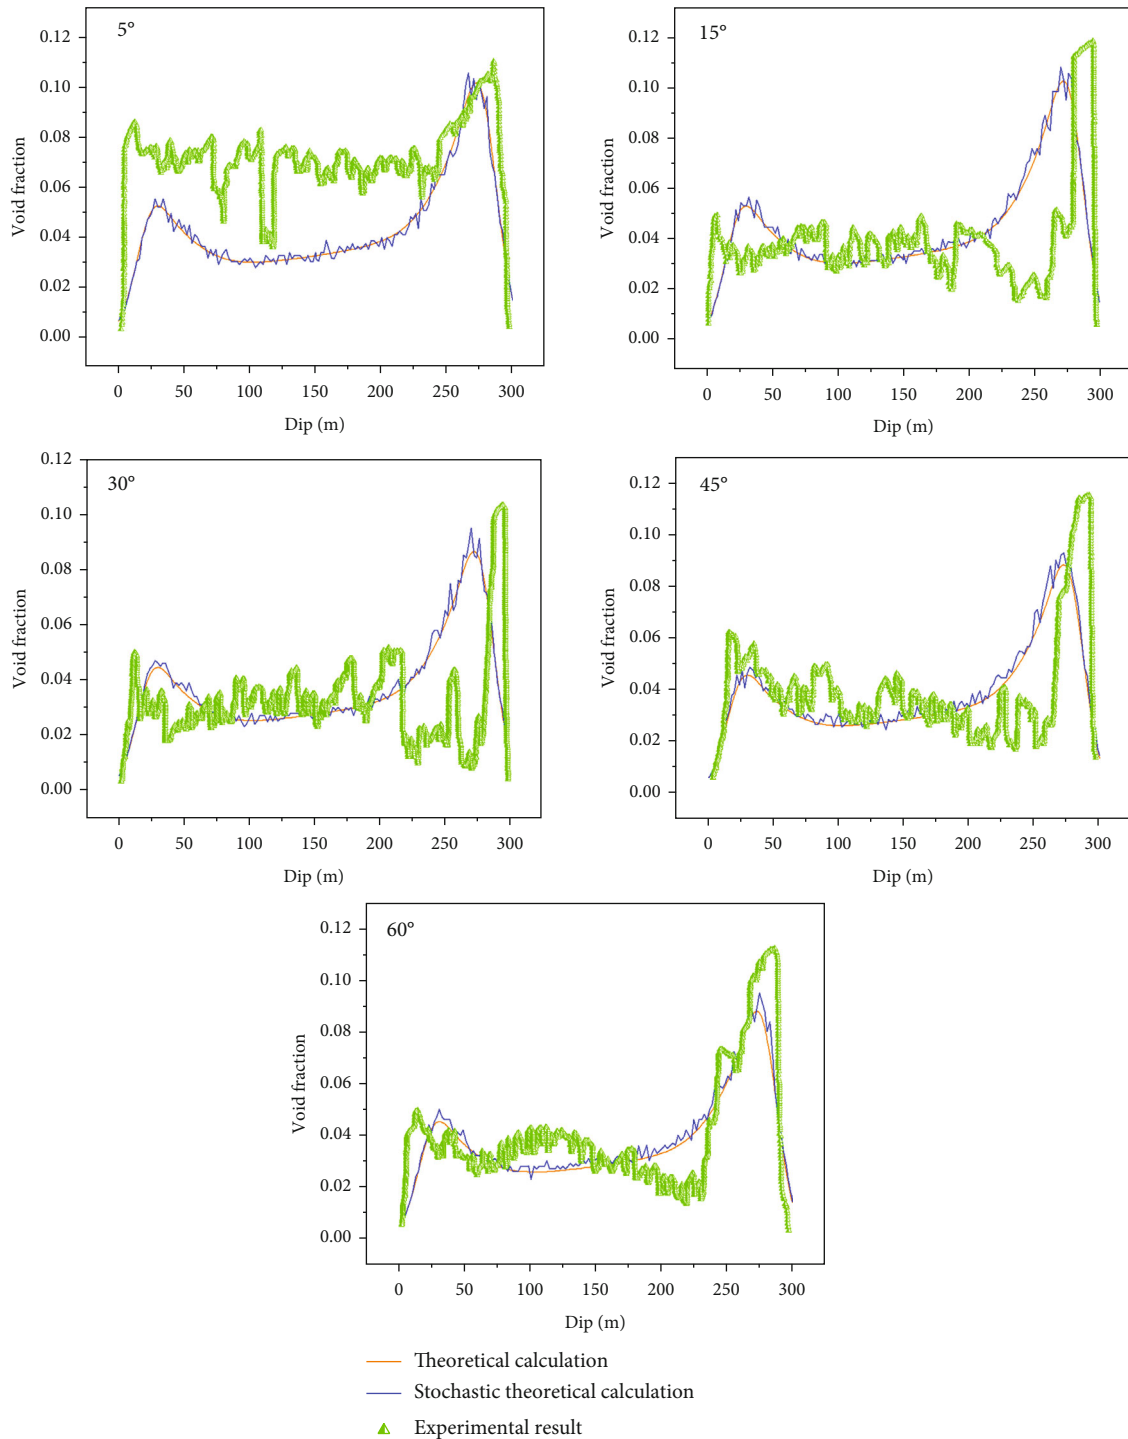 5°
0.12
0.10
0.08
0.06
0.04
0.02
0.00
Void fraction
0 50 100 150 200 250 300
Dip (m)
15°
0.12
0.10
0.08
0.06
0.04
0.02
0.00
Void fraction
0 50 100 150 200 250 300
Dip (m)
30°
0.12
0.10
0.08
0.06
0.04
0.02
0.00
Void fraction
0 50 100 150 200 250 300
Dip (m)
45°
0.12
0.10
0.08
0.06
0.04
0.02
0.00
Void fraction
0 50 100 150 200 250 300
Dip (m)
60°
0.12
0.10
0.08
0.06
0.04
0.02
0.00
Void fraction
0 50 100 150 200 250 300
Dip (m)
Theoretical calculation
Stochastic theoretical calculation
Experimental result